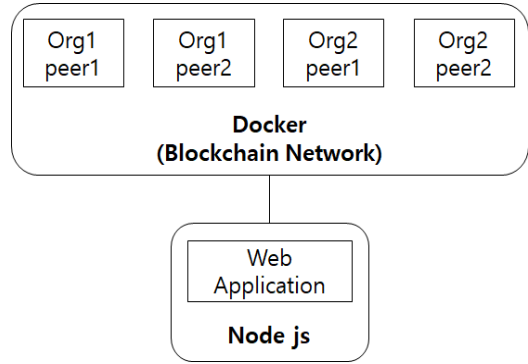 Org1
peer1
Org1
peer2
Org2
peer1
Org2
peer2
Docker
(Blockchain Network)
Web
Application
Node js